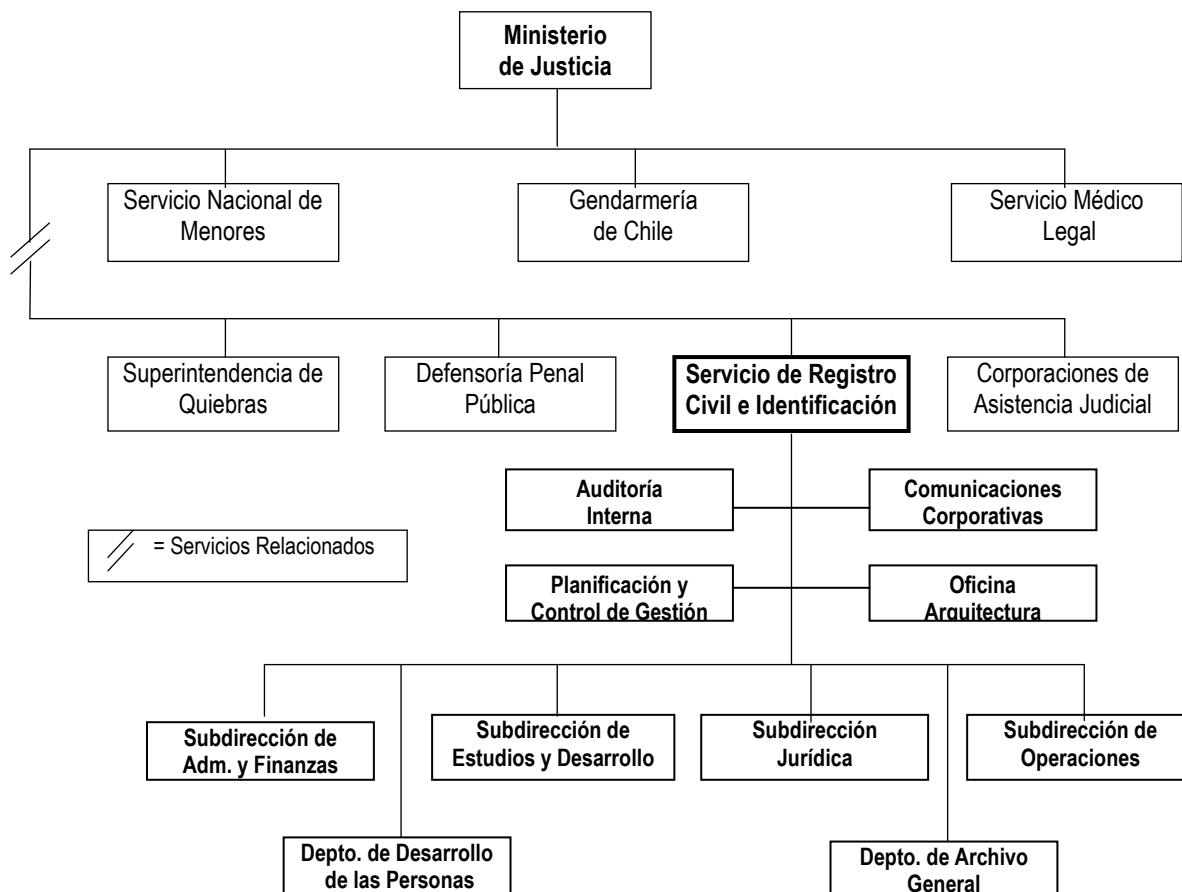 Ministerio
de Justicia
Servicio Nacional de
Menores
Gendarmería
de Chile
Servicio Médico
Legal
Superintendencia de
Quiebras
Defensoría Penal
Pública
Servicio de Registro
Civil e Identificación
Corporaciones de
Asistencia Judicial
Auditoría
Interna
Comunicaciones
Corporativas
= Servicios Relacionados
Planificación y
Control de Gestión
Oficina
Arquitectura
Subdirección de
Adm. y Finanzas
Subdirección de
Estudios y Desarrollo
Subdirección
Jurídica
Subdirección de
Operaciones
Depto. de Desarrollo
de las Personas
Depto. de Archivo
General